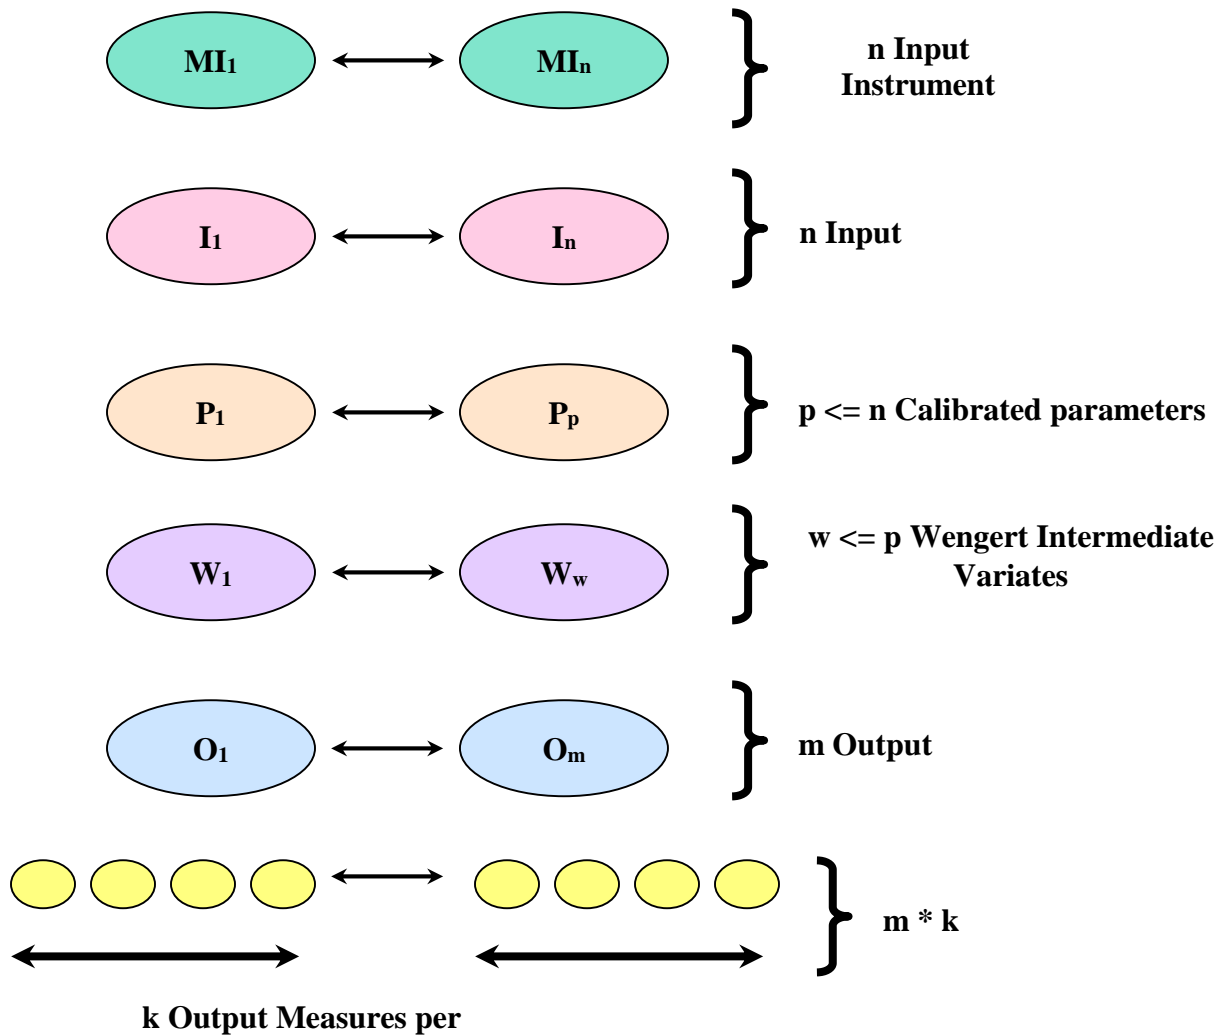 MI1
MIn
n Input
Instrument
I1
In
n Input
P1
Pp
p <= n Calibrated parameters
W1
Ww
w <= p Wengert Intermediate
Variates
O1
Om
m Output
m * k
k Output Measures per